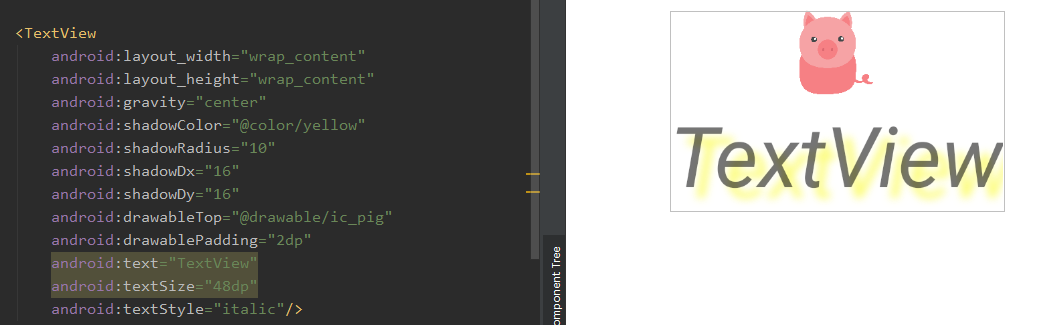 <TextView
android:layout_width="wrap_content"
android:layout_height="wrap_content"
android:gravity="center"
android:shadowColor="@color/yellow"
android:shadowRadius="10"
android:shadowDx="16"
android:shadowDy="16"
android:drawableTop="@drawable/ic_pig"
android:drawablePadding="2dp"
android:text="TextView"
android:textSize="48dp"
android:textStyle="italic"/>
omponent Tree
TextView